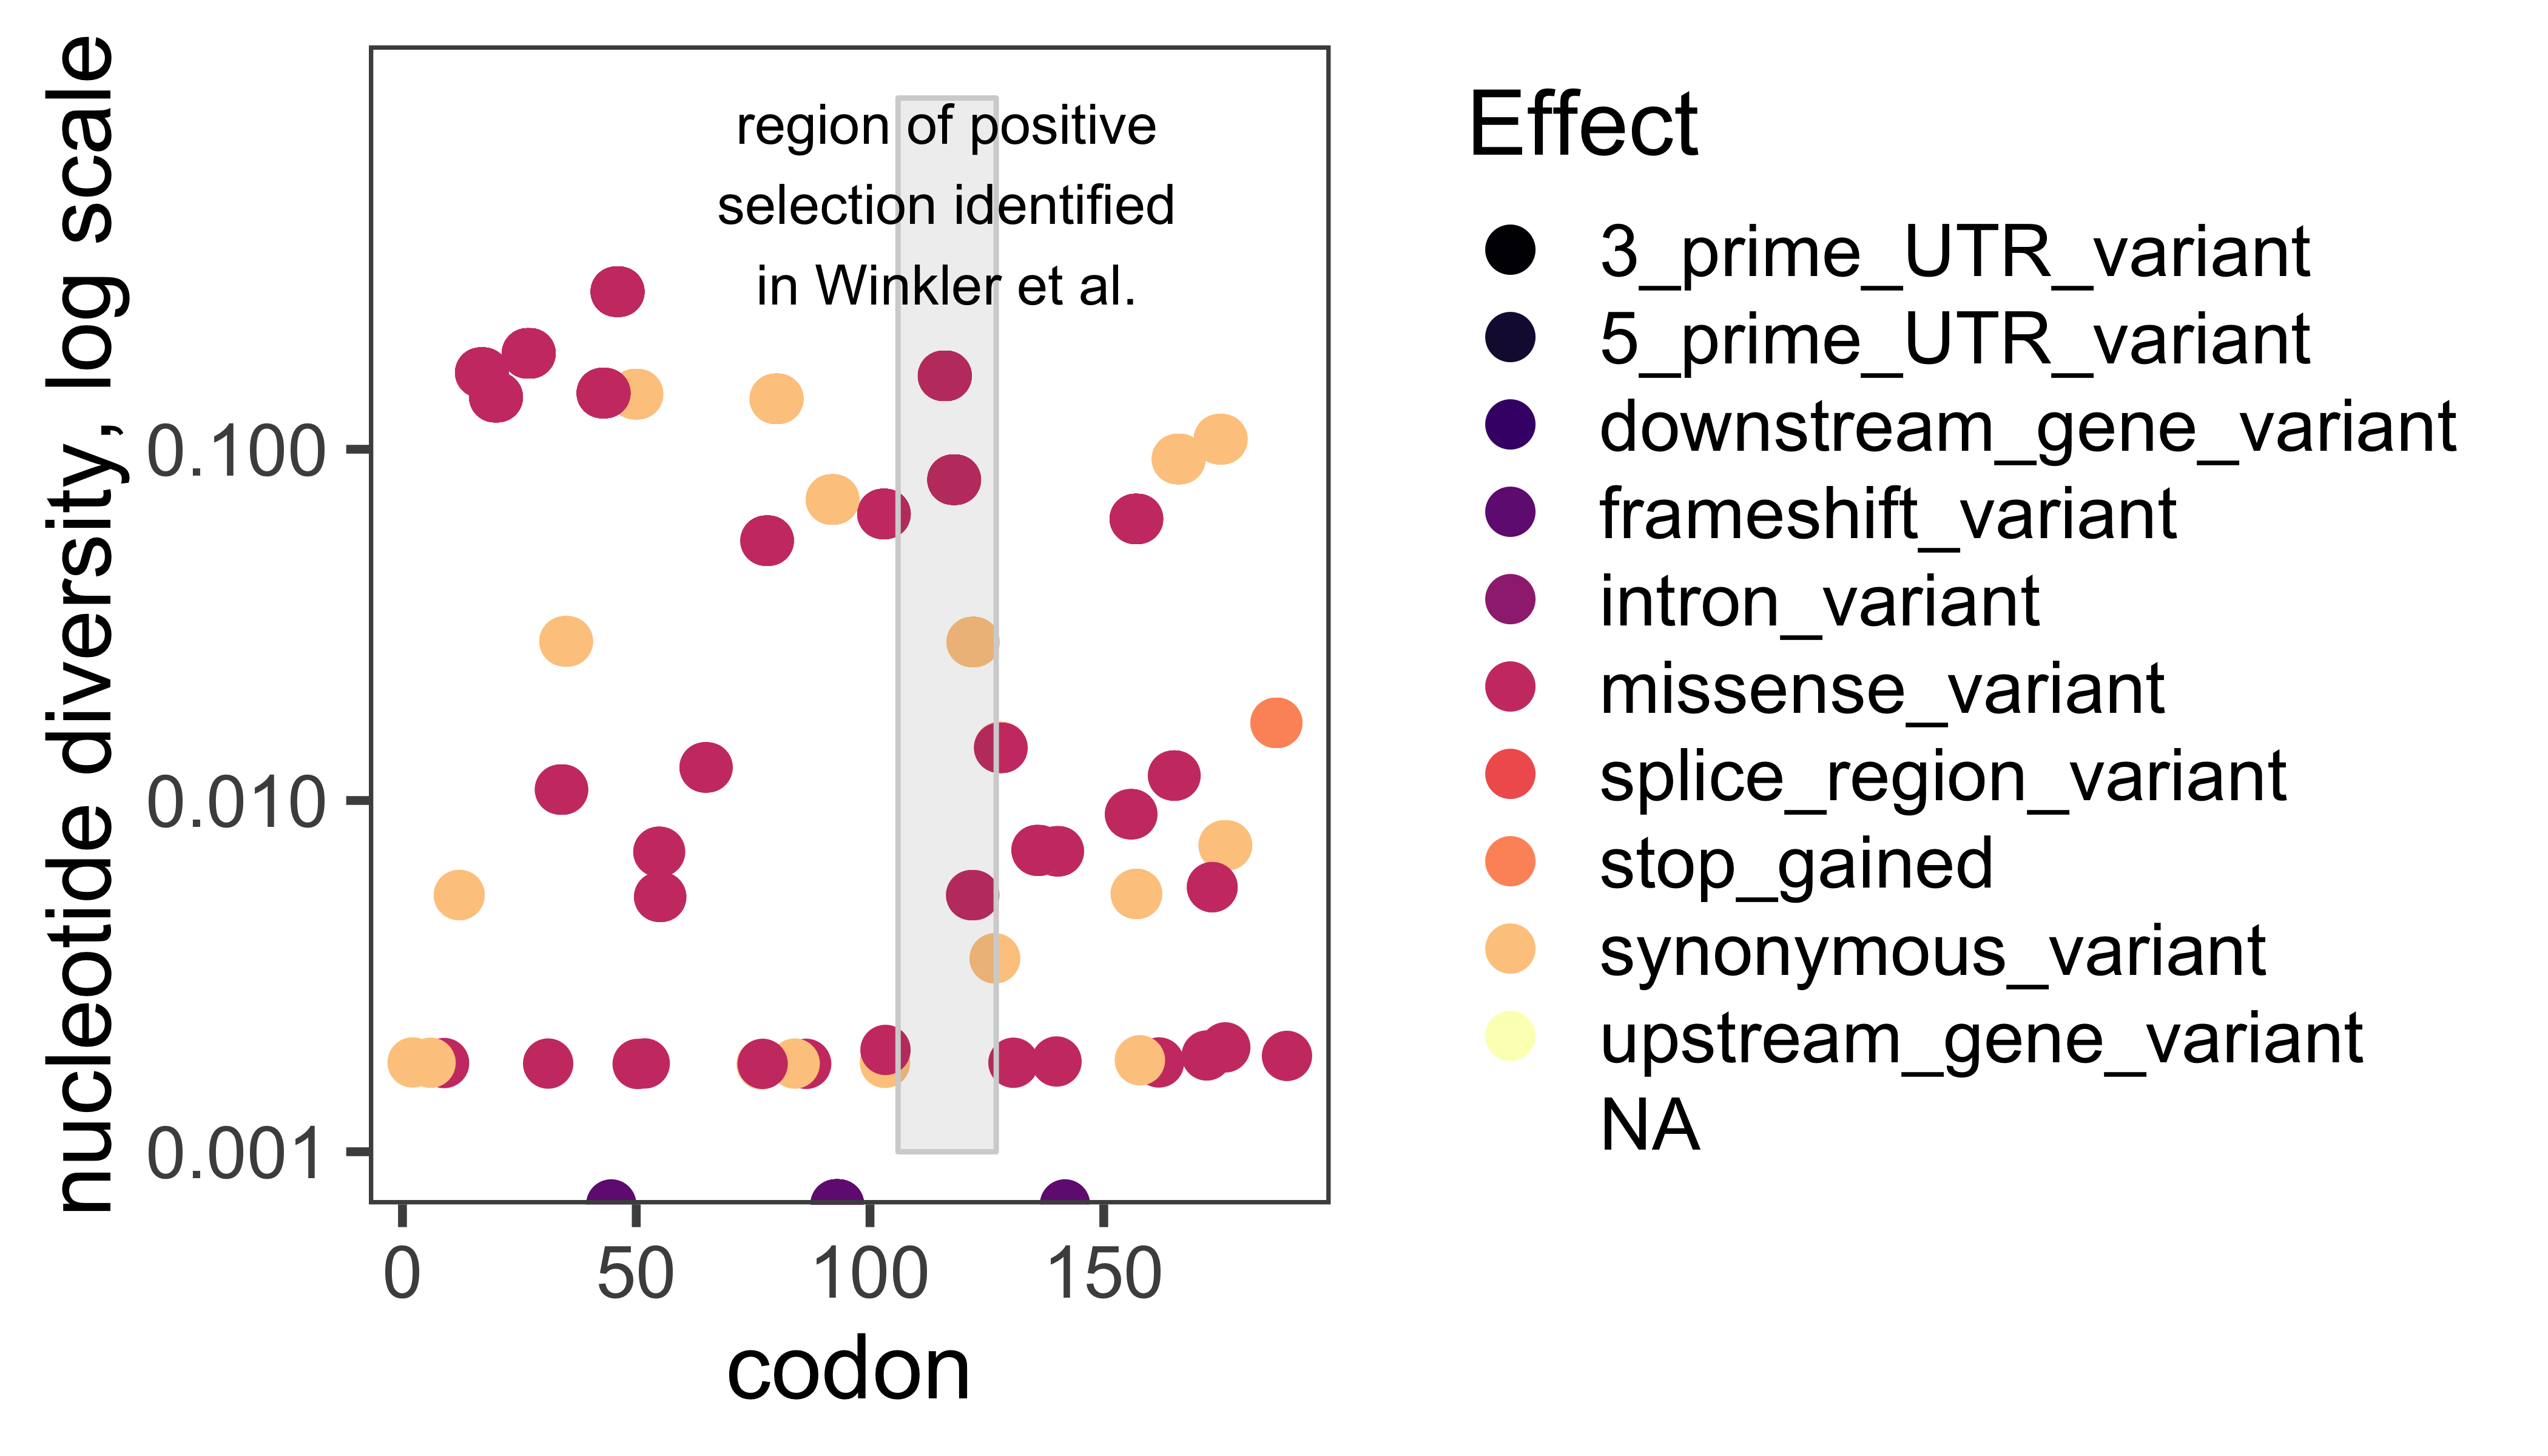 nucleotide diversity, log scale
region of positive
selection identified
in Winkler et al.
0.100
0.010
0.001
0 50 100 150
codon
Effect
3_prime_UTR_variant
5_prime_UTR_variant
downstream_gene_variant
frameshift_variant
intron_variant
missense_variant
splice_region_variant
stop_gained
synonymous_variant
upstream_gene_variant
NA